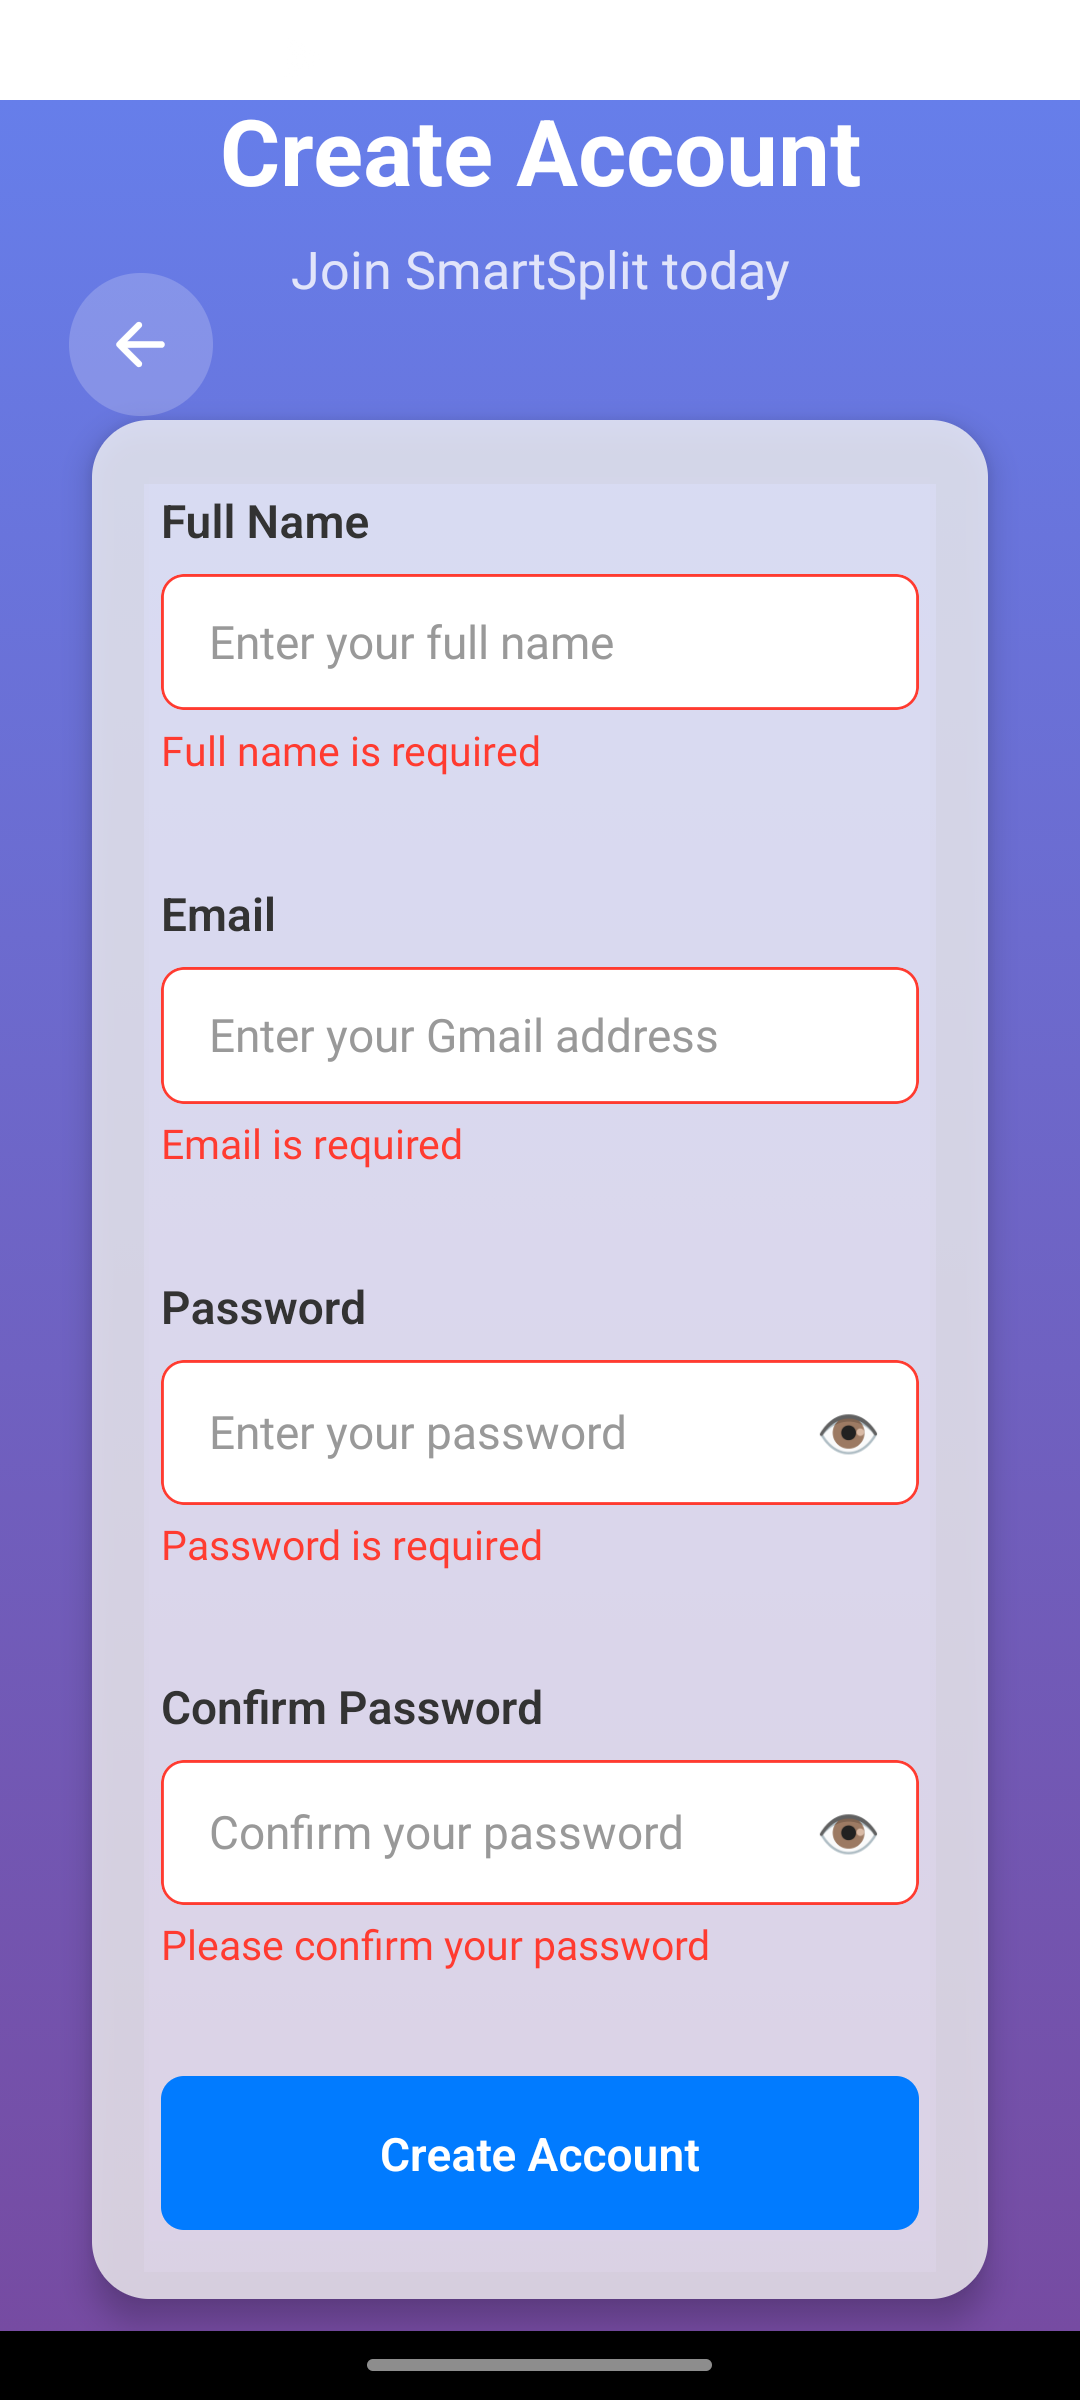 Create Account
Join SmartSplit today
Full Name
Enter your full name
Full name is required
Email
Enter your Gmail address
Email is required
Password
Enter your password
Password is required
Confirm Password
Confirm your password
Please confirm your password
Create Account